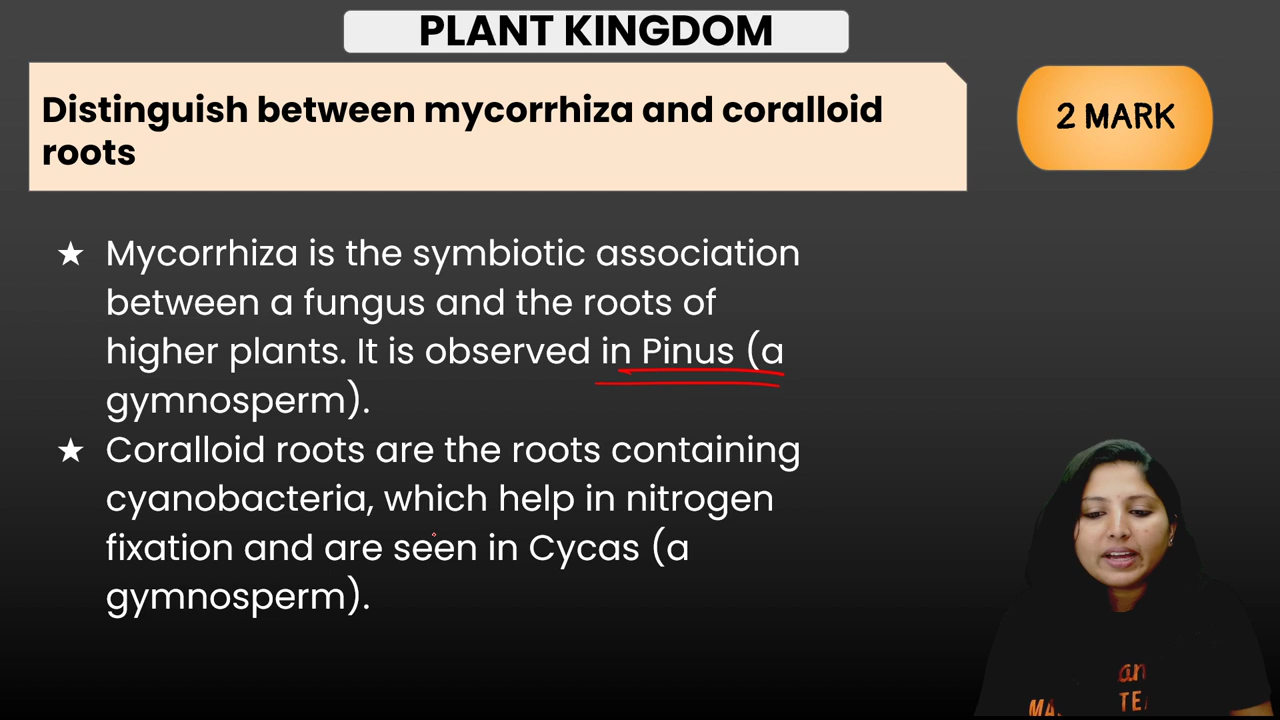 PLANT KINGDOM
Distinguish between mycorrhiza and coralloid
roots
2 MARK
★ Mycorrhiza is the symbiotic association
between a fungus and the roots of
higher plants. It is observed in Pinus (a
gymnosperm).
★ Coralloid roots are the roots containing
cyanobacteria, which help in nitrogen
fixation and are seen in Cycas (a
gymnosperm).